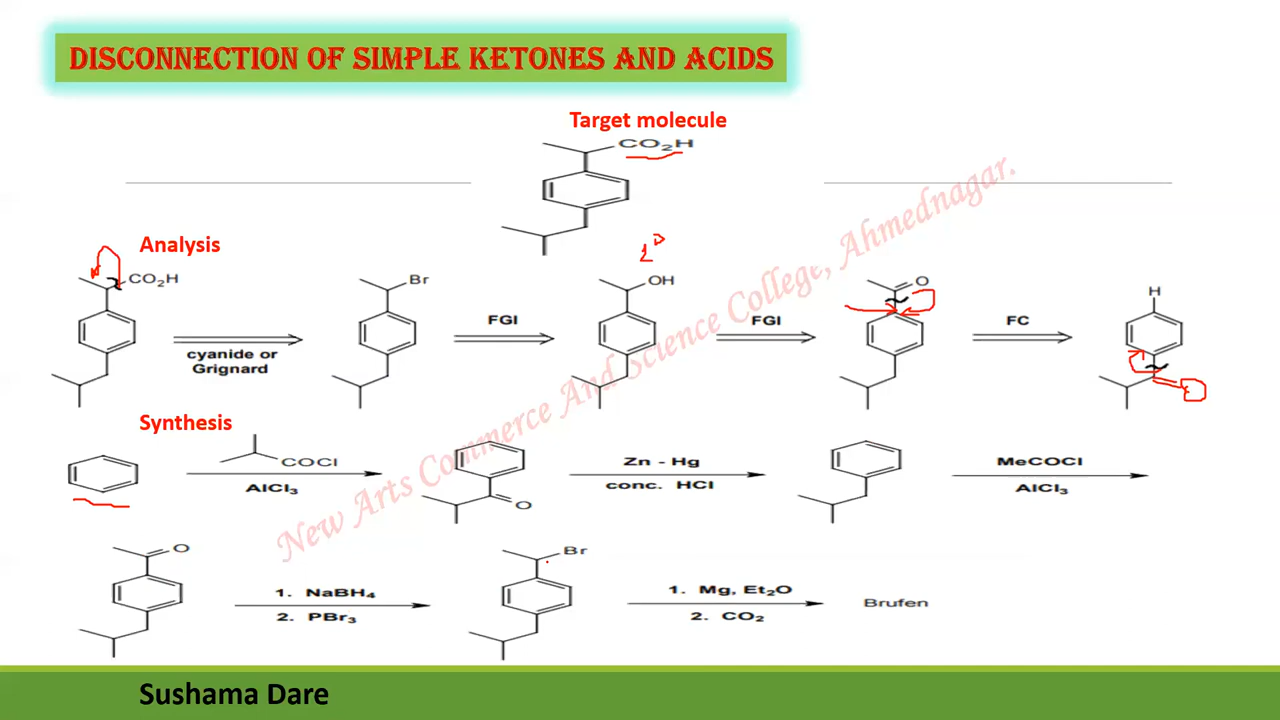 DISCONNECTION OF SIMPLE KETONES AND ACIDS
Target molecule
CO2H
Analysis
CO2H
cyanide or
Grignard
Br
FGI
1°
OH
FGI
O
FC
H
Synthesis
COCl
AlCl3
O
Zn - Hg
conc. HCl
MeCOCl
AlCl3
O
1. NaBH4
2. PBr3
Br
1. Mg, Et2O
2. CO2
Brufen
New Arts Commerce And Science College, Ahmednagar.
Sushama Dare